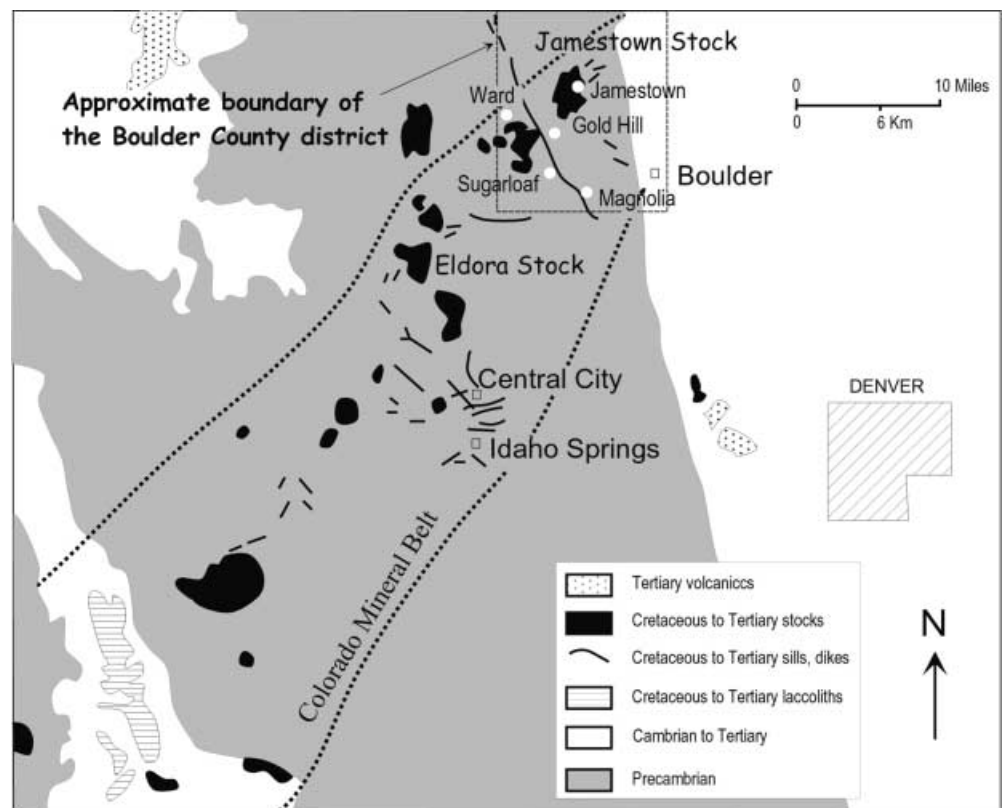 Jamestown Stock
Approximate boundary of
the Boulder County district
Ward
Jamestown
Gold Hill
Sugarloaf
Magnolia
Boulder
0 10 Miles
0 6 Km
Eldora Stock
Central City
Idaho Springs
DENVER
Colorado Mineral Belt
Tertiary volcaniccs
Cretaceous to Tertiary stocks
Cretaceous to Tertiary sills, dikes
Cretaceous to Tertiary laccoliths
Cambrian to Tertiary
Precambrian
N